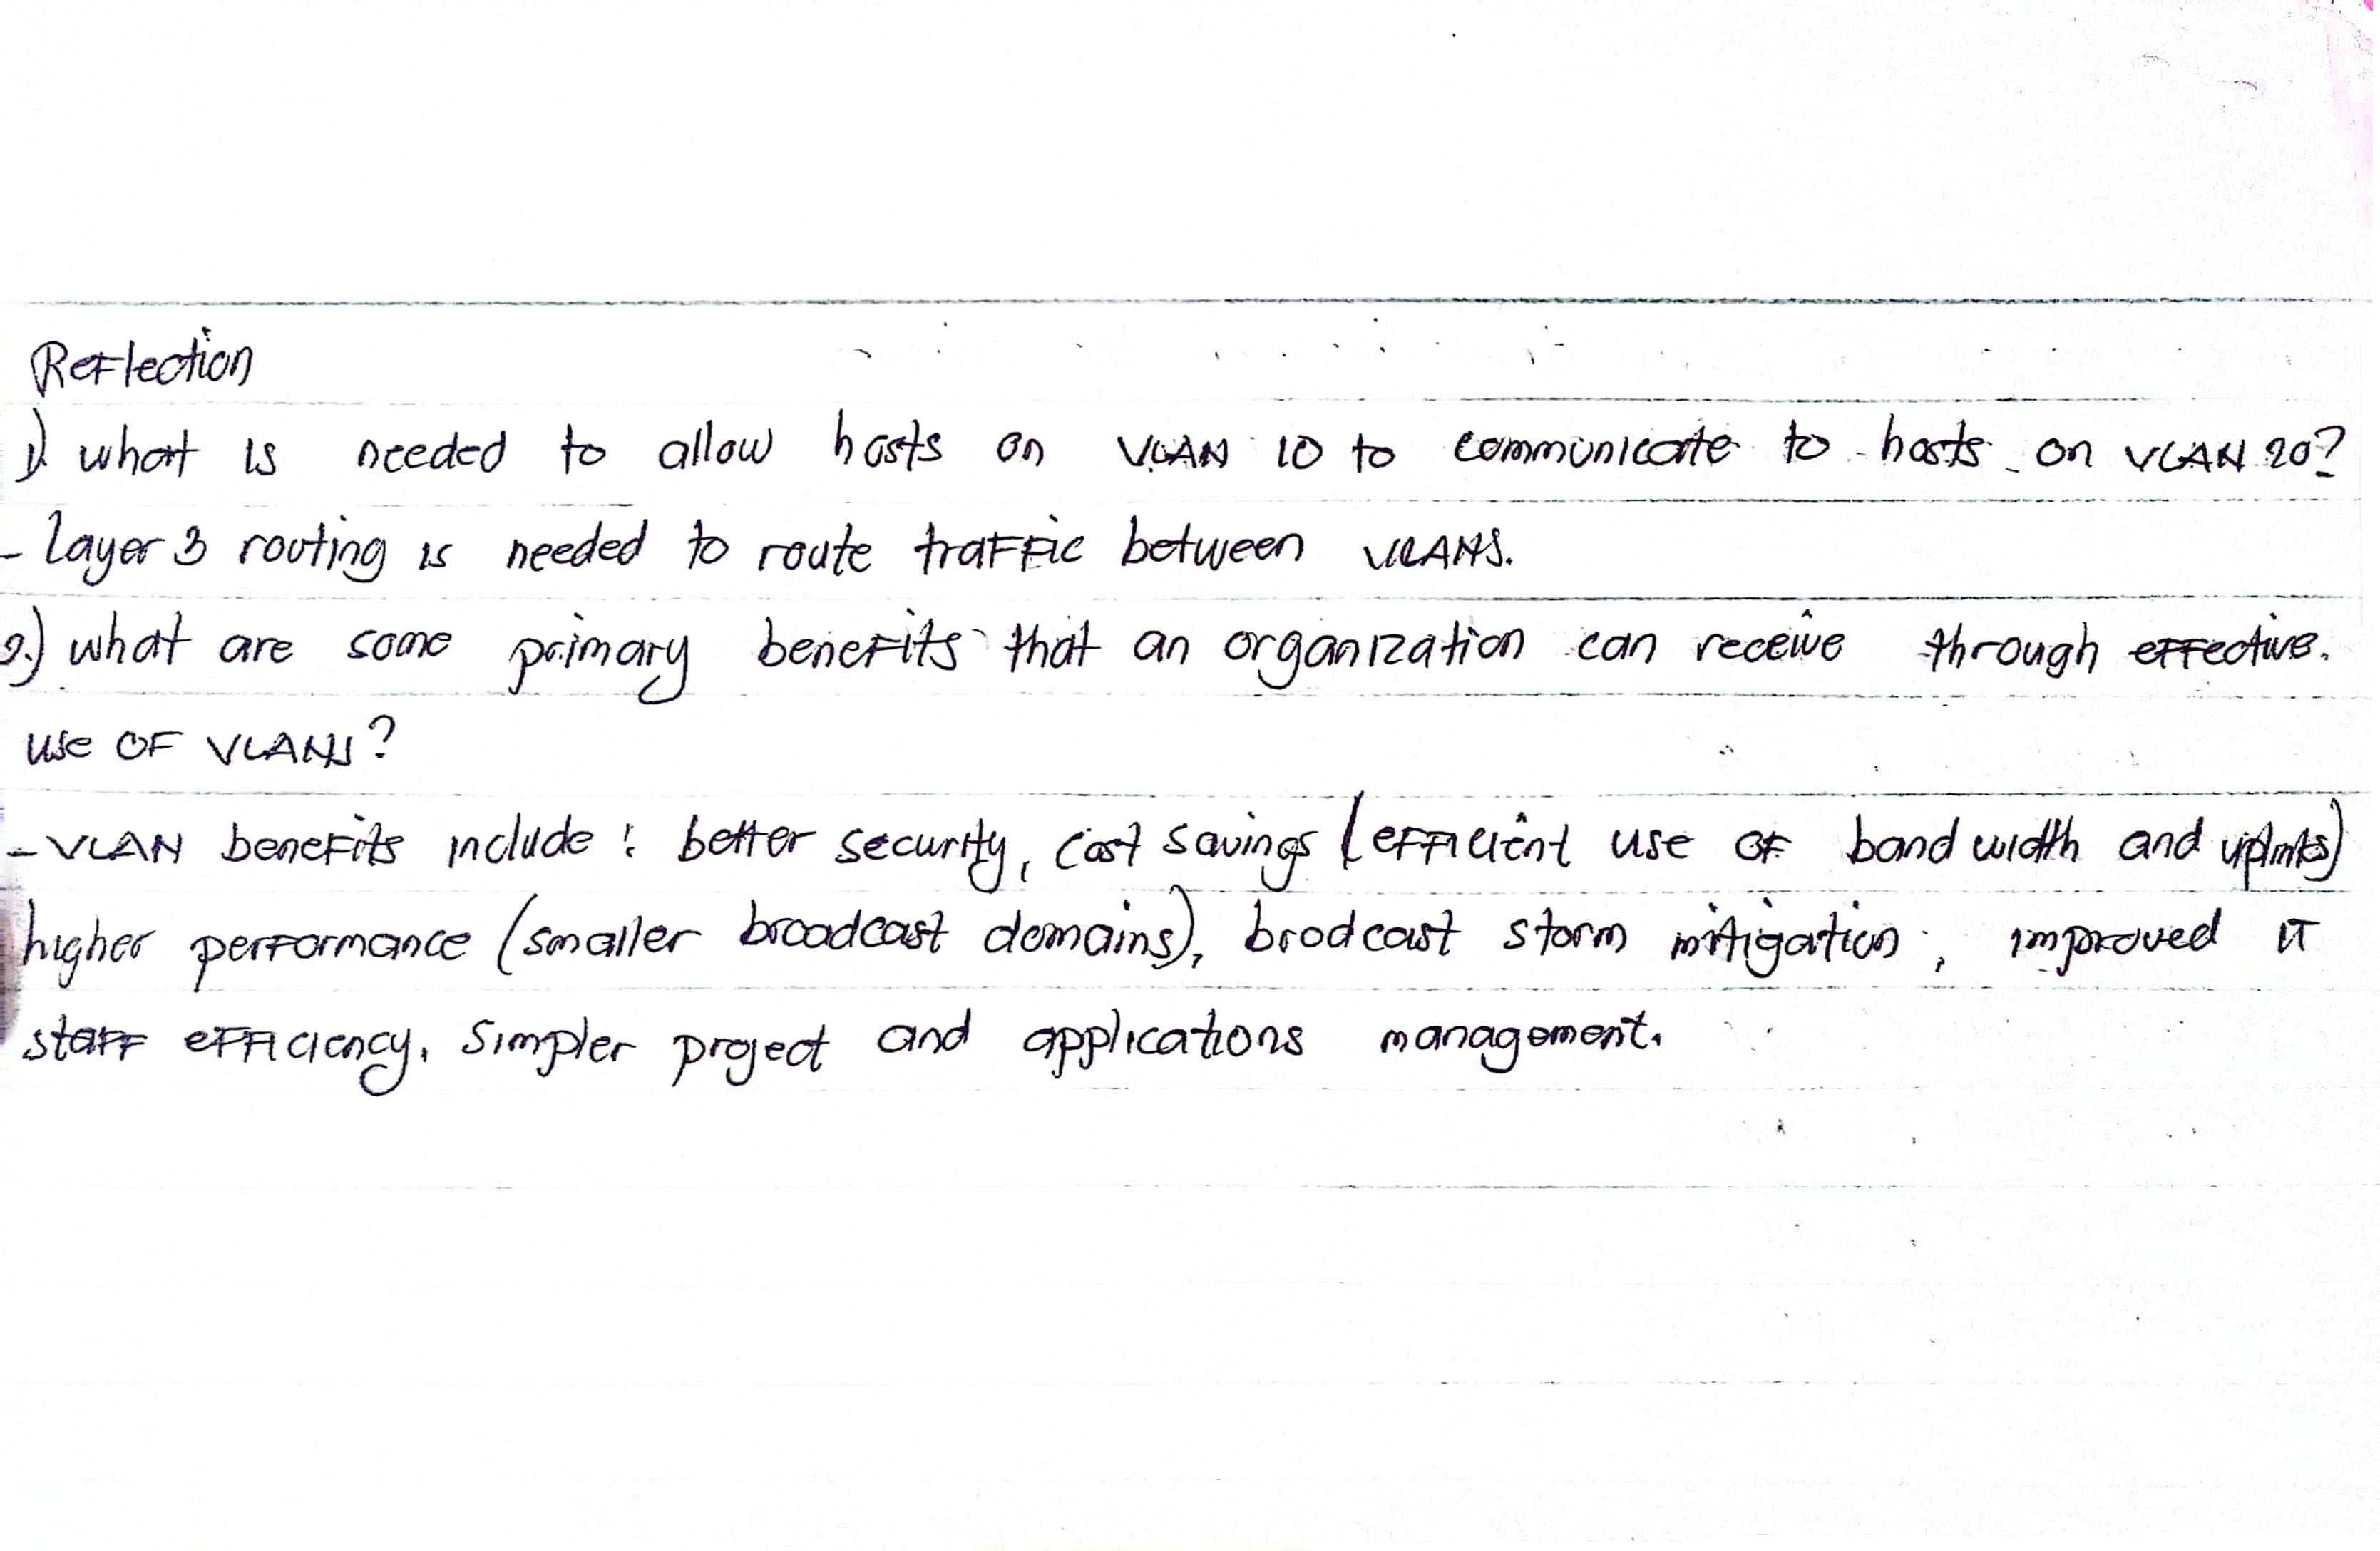 Reflection
1) what is needed to allow hosts on VLAN 10 to communicate to hosts on VLAN 20?
- layer 3 routing is needed to route traffic between VLANS.
2.) what are some primary benefits that an organization can receive through effective.
use OF VLANs?
- VLAN benefits include : better security, cost savings (efficient use of bandwidth and uplinks)
higher performance (smaller broadcast domains), brodcast storm mitigation, improved IT
staff efficiency. Simpler project and applications management.